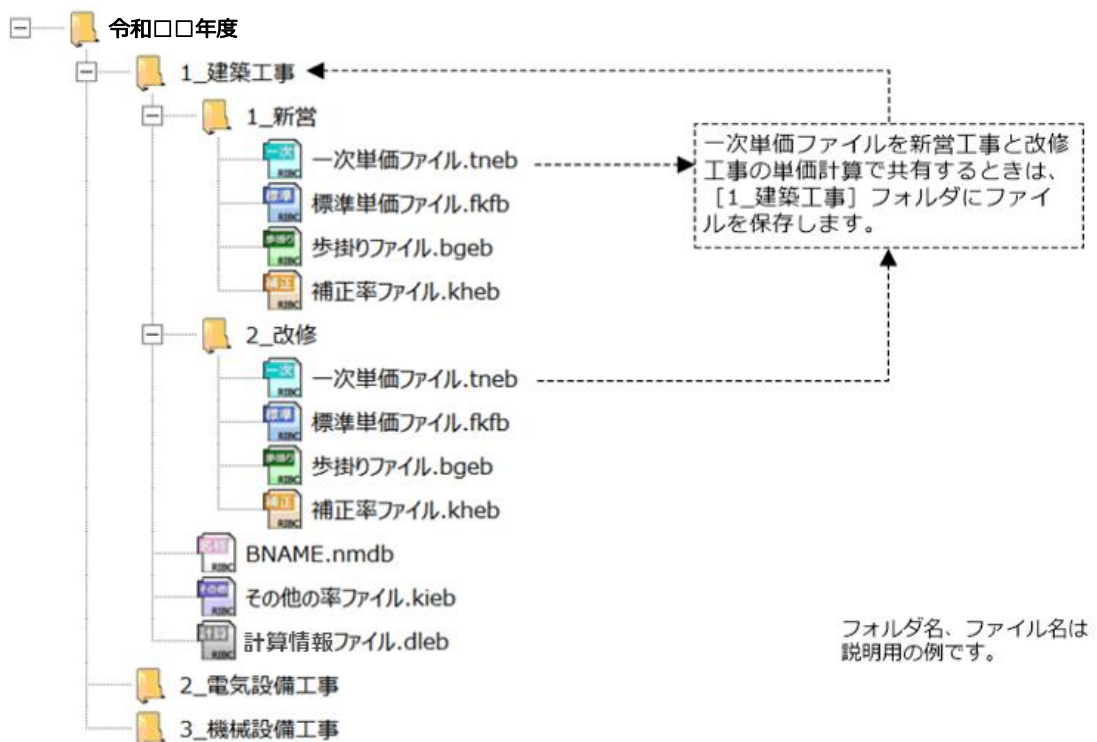 令和□□年度
1_建築工事
1_新営
一次単価ファイル.tneb
標準単価ファイル.fkfb
歩掛りファイル.bgeb
補正率ファイル.kheb
2_改修
一次単価ファイル.tneb
標準単価ファイル.fkfb
歩掛りファイル.bgeb
補正率ファイル.kheb
BNAME.nmdb
その他の率ファイル.kieb
計算情報ファイル.dleb
2_電気設備工事
3_機械設備工事
一次単価ファイルを新営工事と改修
工事の単価計算で共有するときは、
[1_建築工事] フォルダにファイ
ルを保存します。
フォルダ名、ファイル名は
説明用の例です。